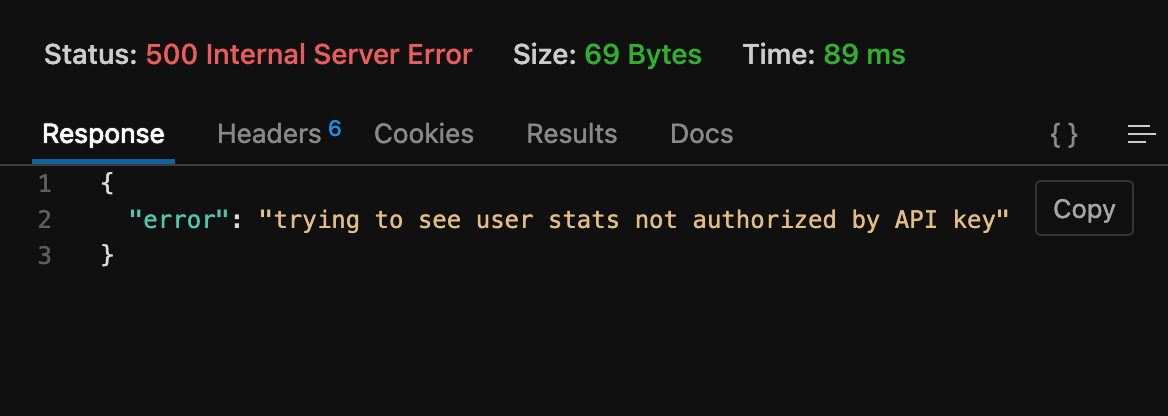 Status: 500 Internal Server Error Size: 69 Bytes Time: 89 ms
Response Headers 6 Cookies Results Docs { }
1 {
2 "error": "trying to see user stats not authorized by API key"
Copy
3 }